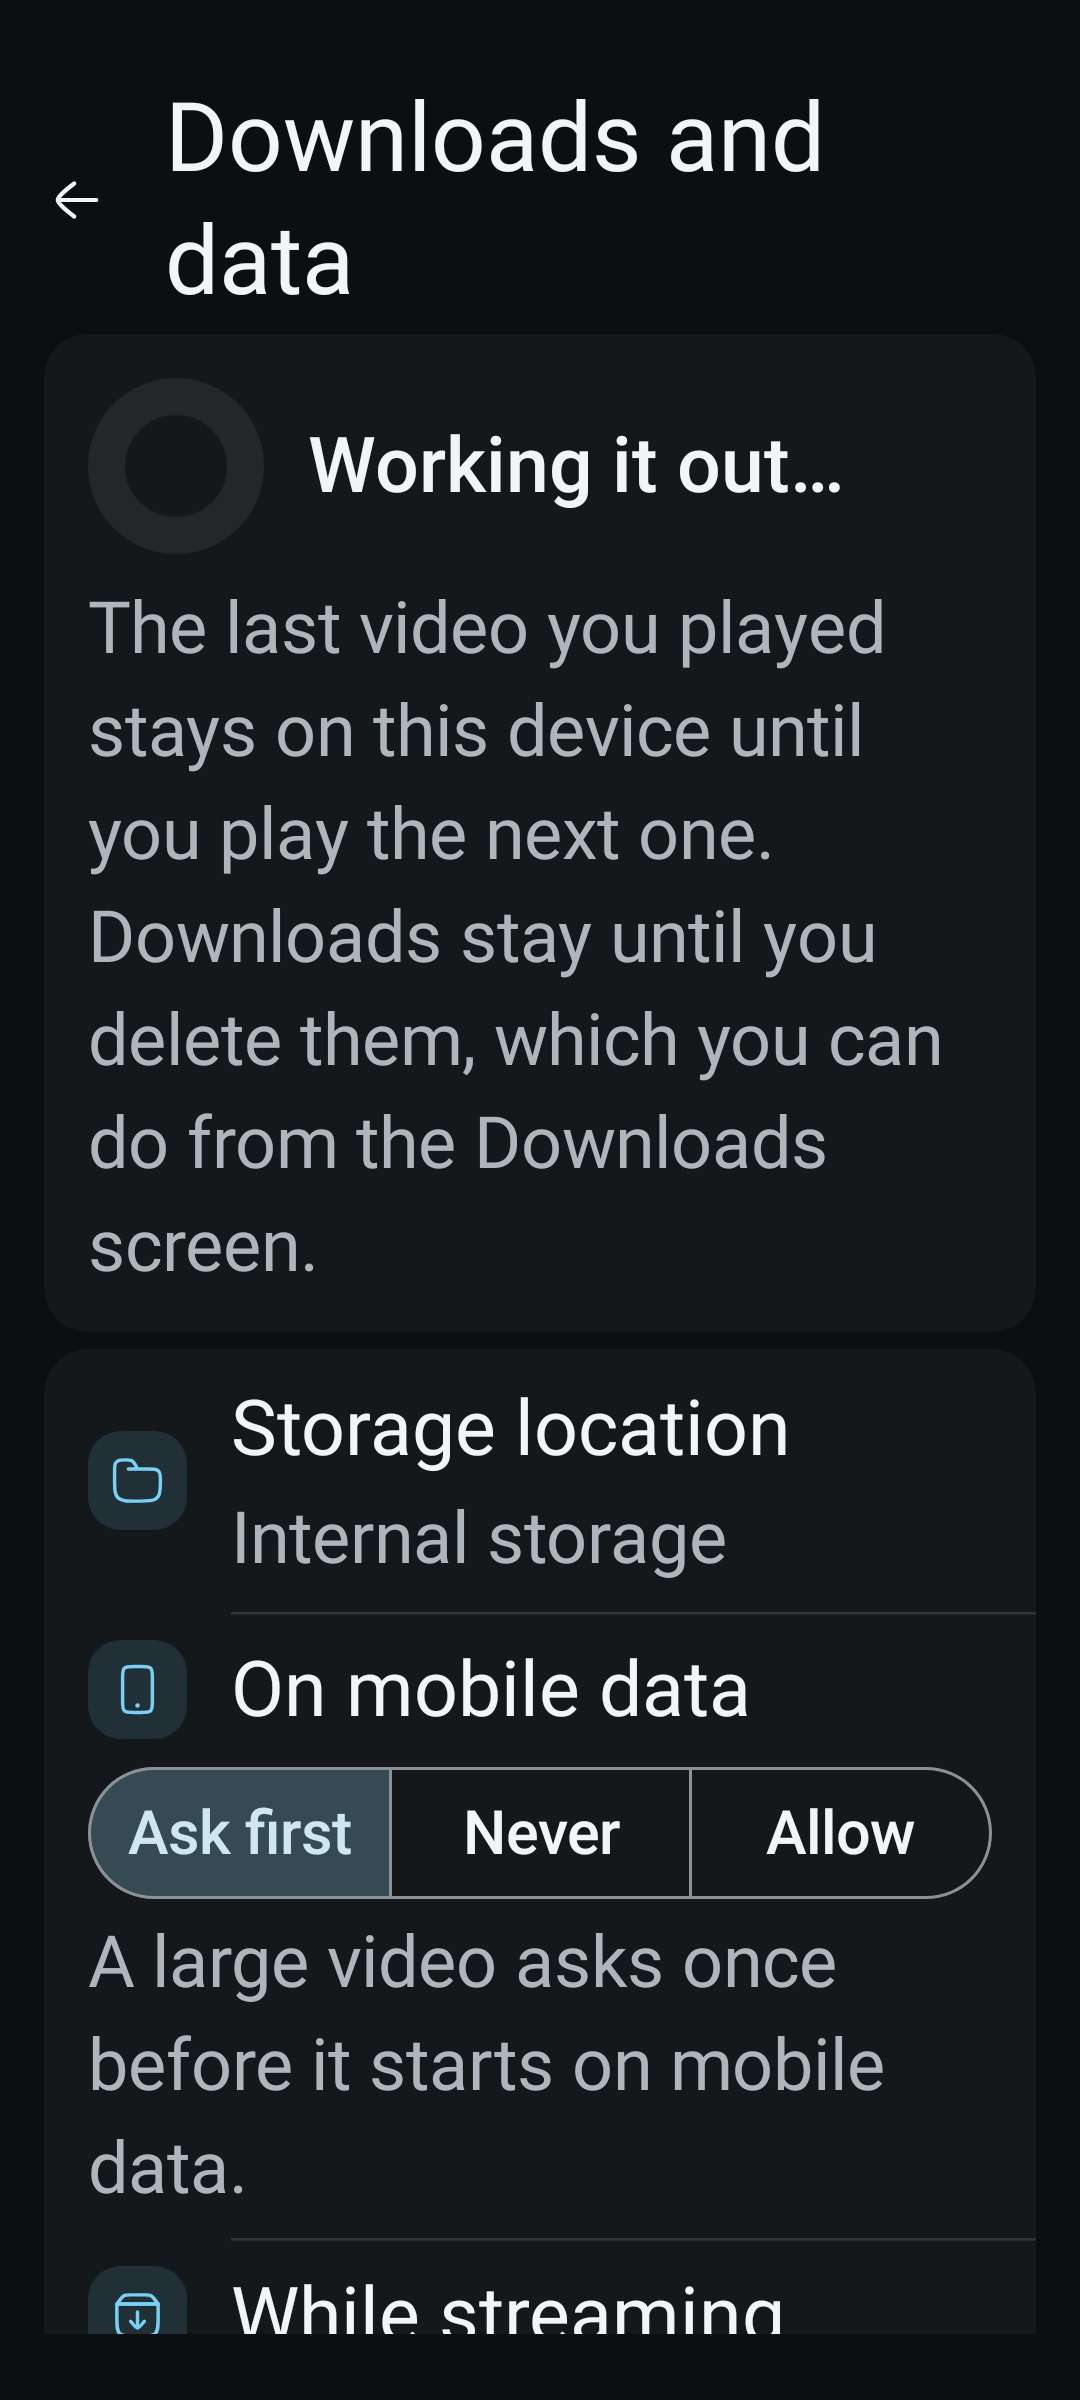 Downloads and
data
Working it out…
The last video you played
stays on this device until
you play the next one.
Downloads stay until you
delete them, which you can
do from the Downloads
screen.
Storage location
Internal storage
On mobile data
Ask first
Never
Allow
A large video asks once
before it starts on mobile
data.
While streaming